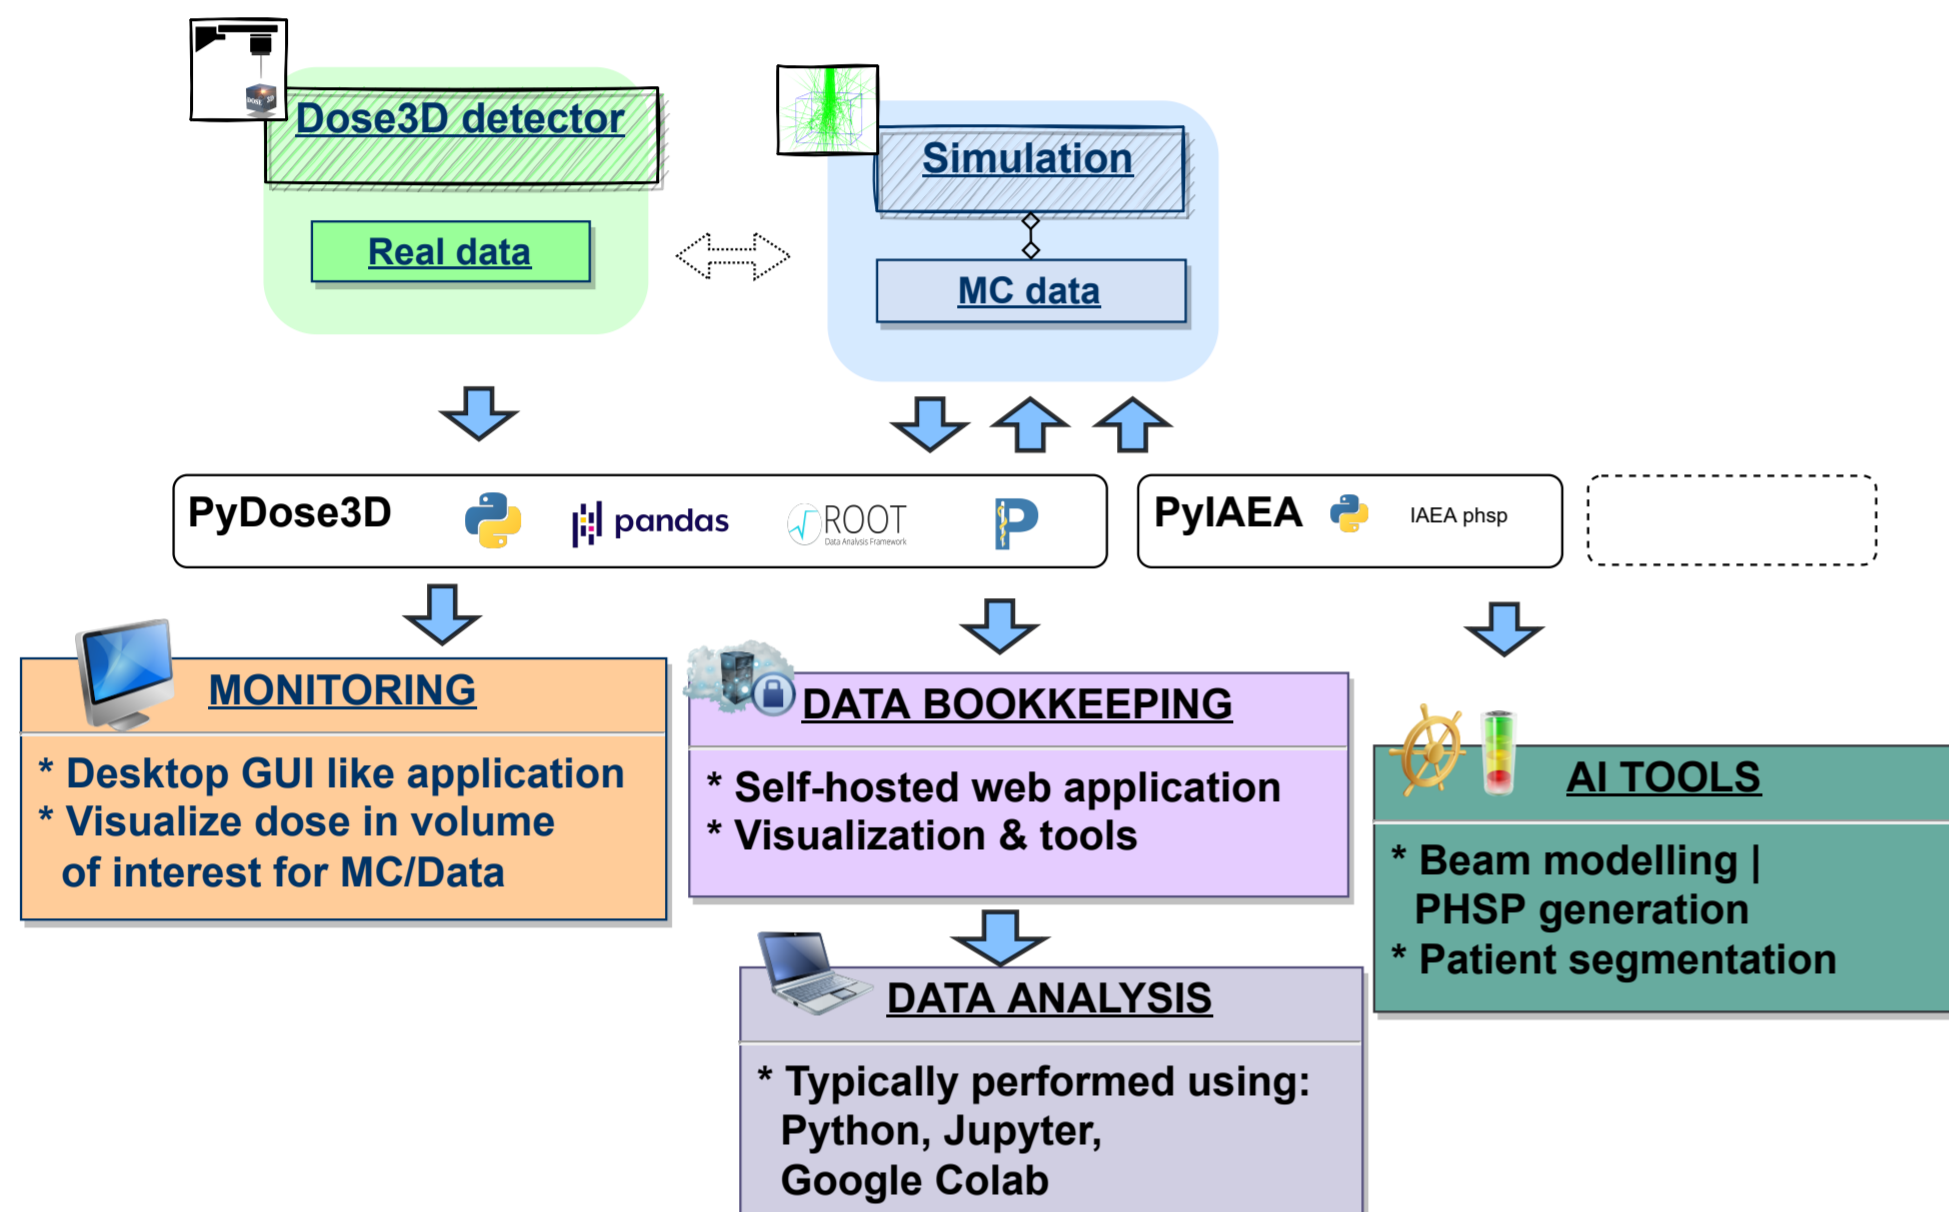 Dose3D detector
Real data
Simulation
MC data
PyDose3D
pandas
ROOT
Data Analysis Framework
P
PyIAEA
IAEA phsp
MONITORING
* Desktop GUI like application
* Visualize dose in volume
of interest for MC/Data
DATA BOOKKEEPING
* Self-hosted web application
* Visualization & tools
AI TOOLS
* Beam modelling |
PHSP generation
* Patient segmentation
DATA ANALYSIS
* Typically performed using:
Python, Jupyter,
Google Colab